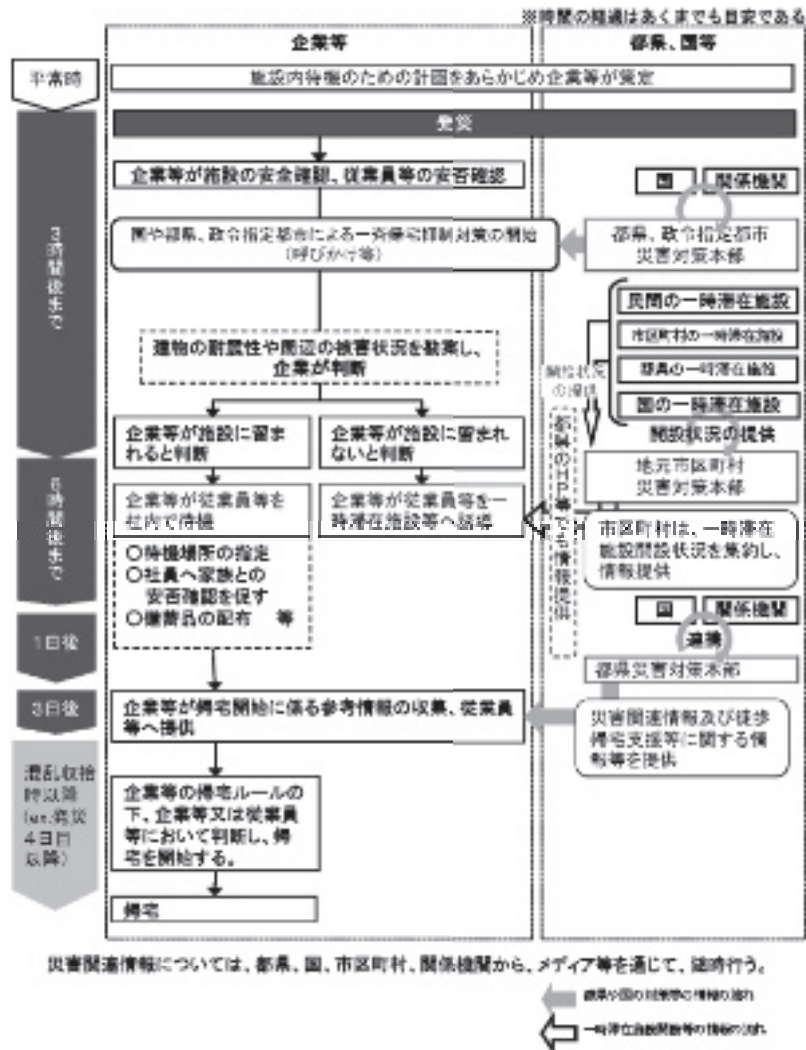 ※時間の経過はあくまでも目安である
企業等
都県、国等
平常時
施設内待機のための計画をあらかじめ企業等が策定
発災
3時間後まで
企業等が施設の安全確認、従業員等の安否確認
国
関係機関
国や都県、政令指定都市による一斉帰宅抑制対策の開始
(呼びかけ等)
都県、政令指定都市
災害対策本部
民間の一時滞在施設
市区町村の一時滞在施設
都県の一時滞在施設
国の一時滞在施設
建物の耐震性や周辺の被害状況を勘案し、
企業が判断
開設状況
の提供
開設状況の提供
企業等が施設に留ま
れると判断
企業等が施設に留まれ
ないと判断
地元市区町村
災害対策本部
6時間後まで
企業等が従業員等を
社内で待機
企業等が従業員等を一
時滞在施設等へ誘導
都県のHP等でも情報提供
市区町村は、一時滞在
施設開設状況を集約し、
情報提供
○待機場所の指定
○社員へ家族との
安否確認を促す
○備蓄品の配布 等
国
関係機関
連携
1日後
都県災害対策本部
3日後
企業等が帰宅開始に係る参考情報の収集、従業員
等へ提供
災害関連情報及び徒歩
帰宅支援等に関する情
報等を提供
混乱収拾
時以降
(ex.発災
4日目
以降)
企業等の帰宅ルールの
下、企業等又は従業員
等において判断し、帰
宅を開始する。
帰宅
災害関連情報については、都県、国、市区町村、関係機関から、メディア等を通じて、随時行う。
都県や国の対策等の情報の流れ
一時滞在施設開設等の情報の流れ